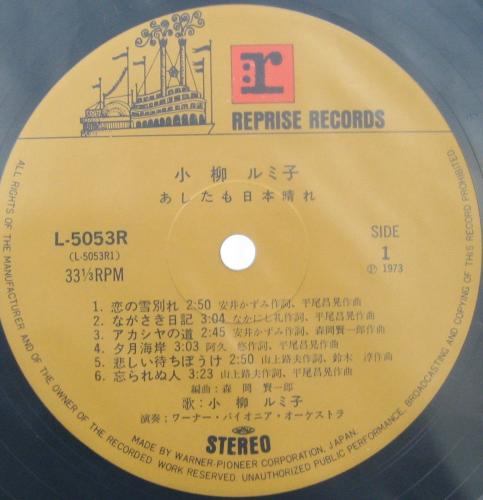 r
REPRISE RECORDS
小柳 ルミ子
あしたも日本晴れ
L-5053R
(L-5053R1)
33⅓RPM
SIDE
1
Ⓟ 1973
1. 恋の雪別れ 2:50 安井かずみ作詞、平尾昌晃作曲
2. ながさき日記 3:04 なかにし礼作詞、平尾昌晃作曲
3. アカシヤの道 2:45 安井かずみ作詞、森岡賢一郎作曲
4. 夕月海岸 3:03 阿久 悠作詞、平尾昌晃作曲
5. 悲しい待ちぼうけ 2:50 山上路夫作詞、鈴木 淳作曲
6. 忘られぬ人 3:23 山上路夫作詞、平尾昌晃作曲
編曲:森岡賢一郎
歌:小柳ルミ子
演奏:ワーナー・パイオニア・オーケストラ
STEREO
MADE BY WARNER-PIONEER CORPORATION, JAPAN.
ALL RIGHTS OF THE MANUFACTURER AND OF THE OWNER OF THE RECORDED WORK RESERVED. UNAUTHORIZED PUBLIC PERFORMANCE, BROADCASTING AND COPYING OF THIS RECORD PROHIBITED.